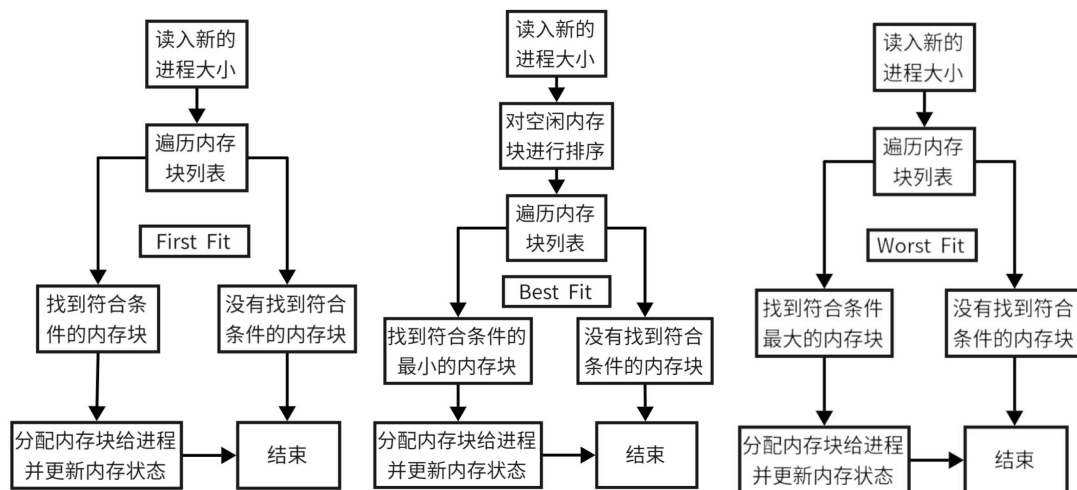 读入新的
进程大小
遍历内存
块列表
First Fit
找到符合条
件的内存块
没有找到符合
条件的内存块
分配内存块给进程
并更新内存状态
结束
读入新的
进程大小
对空闲内存
块进行排序
遍历内存
块列表
Best Fit
找到符合条件的
最小的内存块
没有找到符合
条件的内存块
分配内存块给进程
并更新内存状态
结束
读入新的
进程大小
遍历内存
块列表
Worst Fit
找到符合条件
最大的内存块
没有找到符合
条件的内存块
分配内存块给进程
并更新内存状态
结束